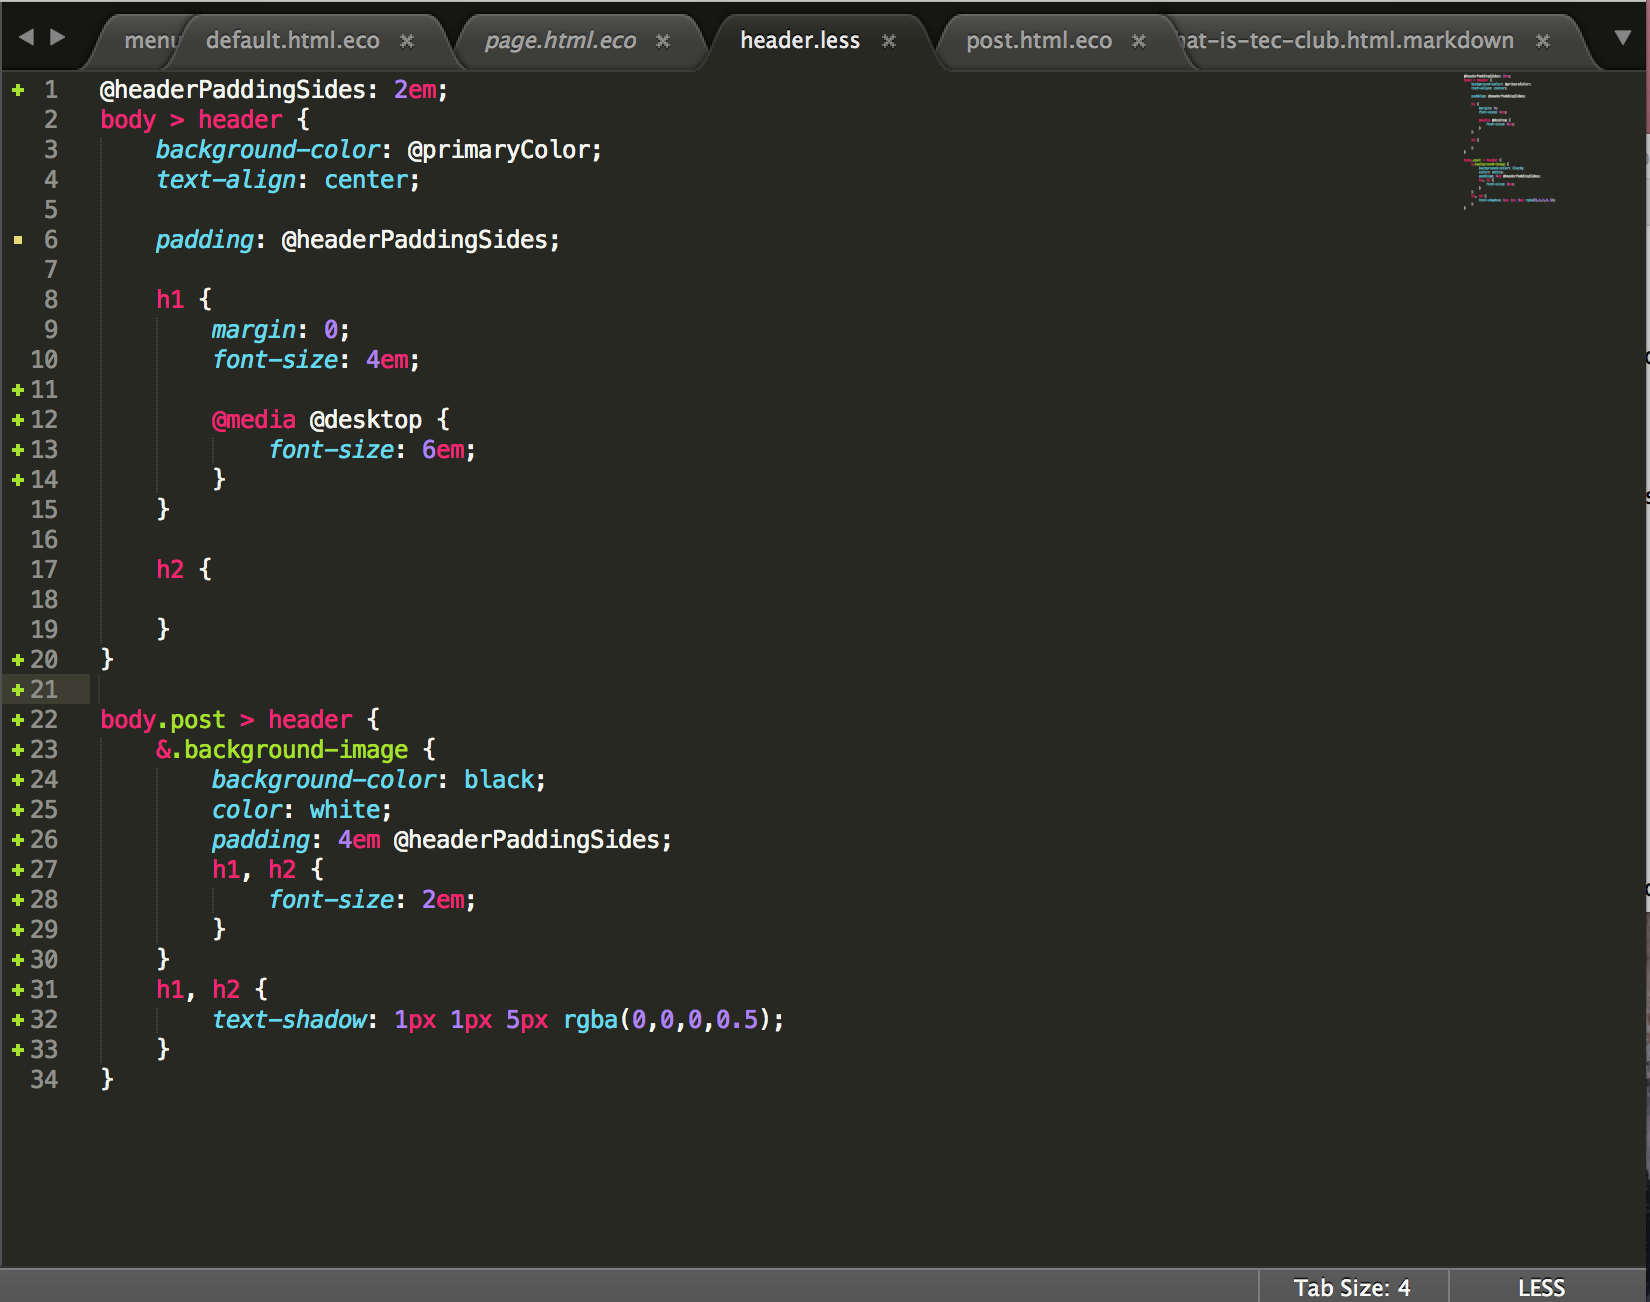 menu default.html.eco page.html.eco header.less post.html.eco hat-is-tec-club.html.markdown
1 @headerPaddingSides: 2em;
2 body > header {
3 background-color: @primaryColor;
4 text-align: center;
5
6 padding: @headerPaddingSides;
7
8 h1 {
9 margin: 0;
10 font-size: 4em;
11
12 @media @desktop {
13 font-size: 6em;
14 }
15 }
16
17 h2 {
18
19 }
20 }
21
22 body.post > header {
23 &.background-image {
24 background-color: black;
25 color: white;
26 padding: 4em @headerPaddingSides;
27 h1, h2 {
28 font-size: 2em;
29 }
30 }
31 h1, h2 {
32 text-shadow: 1px 1px 5px rgba(0,0,0,0.5);
33 }
34 }
Tab Size: 4 LESS